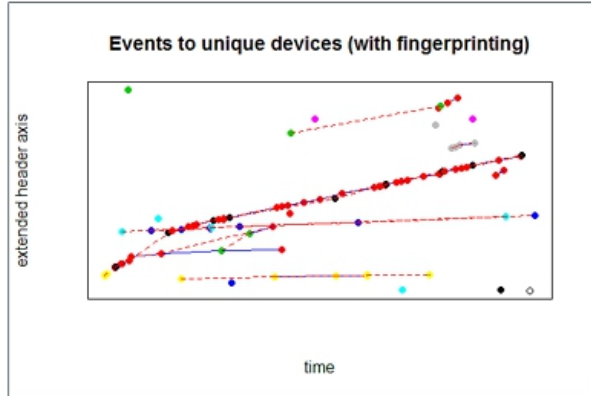 Events to unique devices (with fingerprinting)
extended header axis
time